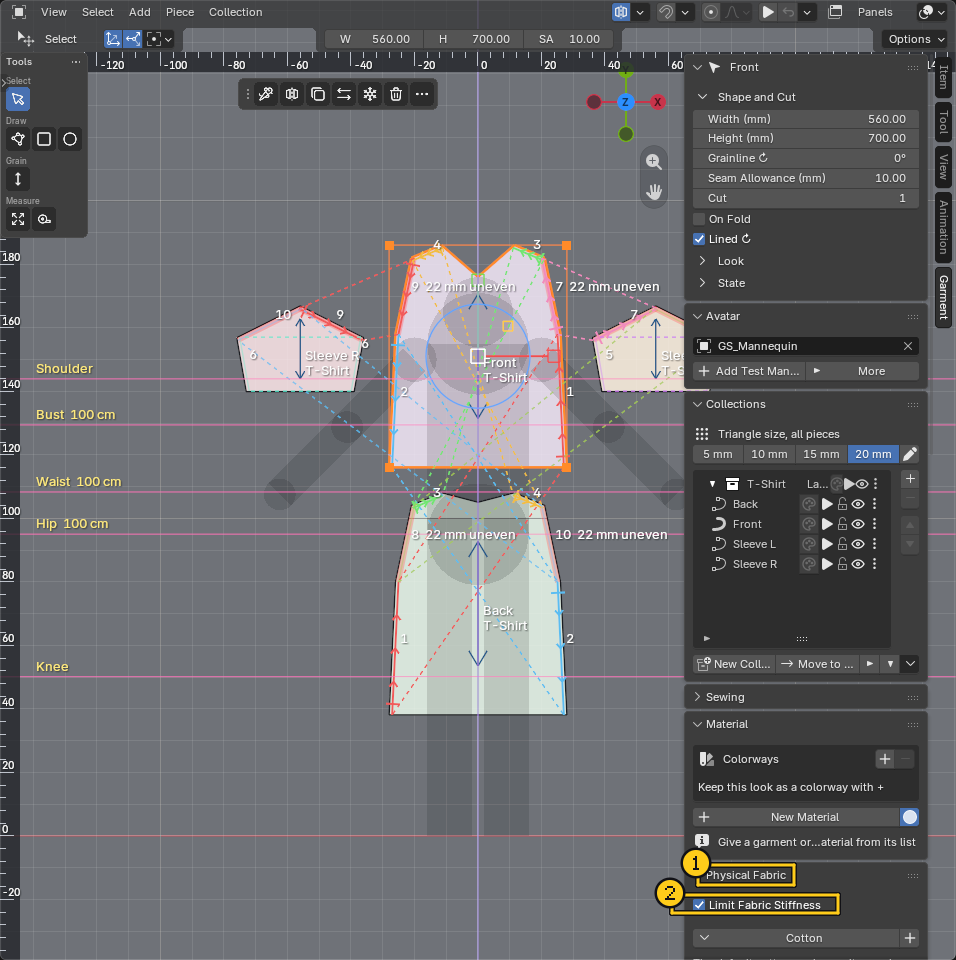 View Select Add Piece Collection Panels
Select W 560.00 H 700.00 SA 10.00 Options
Tools
Select
Draw
Grain
Measure
-120 -100 -80 -60 -40 -20 0 20 40 60
180
160
140
120
100
80
60
40
20
0
-20
Y
Z
X
4 3
9 22 mm uneven 7 22 mm uneven
10 9 7
6 6 5
Sleeve R
T-Shirt
Front
T-Shirt
2 1
Shoulder
Bust 100 cm
Waist 100 cm
Hip 100 cm
Knee
3 4
8 22 mm uneven 10 22 mm uneven
Back
T-Shirt
1 2
Front
Shape and Cut
Width (mm) 560.00
Height (mm) 700.00
Grainline 0°
Seam Allowance (mm) 10.00
Cut 1
On Fold
Lined
Look
State
Avatar
GS_Mannequin
Add Test Man... More
Collections
Triangle size, all pieces
5 mm 10 mm 15 mm 20 mm
T-Shirt La...
Back
Front
Sleeve L
Sleeve R
New Coll... Move to ...
Sewing
Material
Colorways
Keep this look as a colorway with +
New Material
Give a garment or...aterial from its list
1
Physical Fabric
2
Limit Fabric Stiffness
Cotton
Item
Tool
View
Animation
Garment